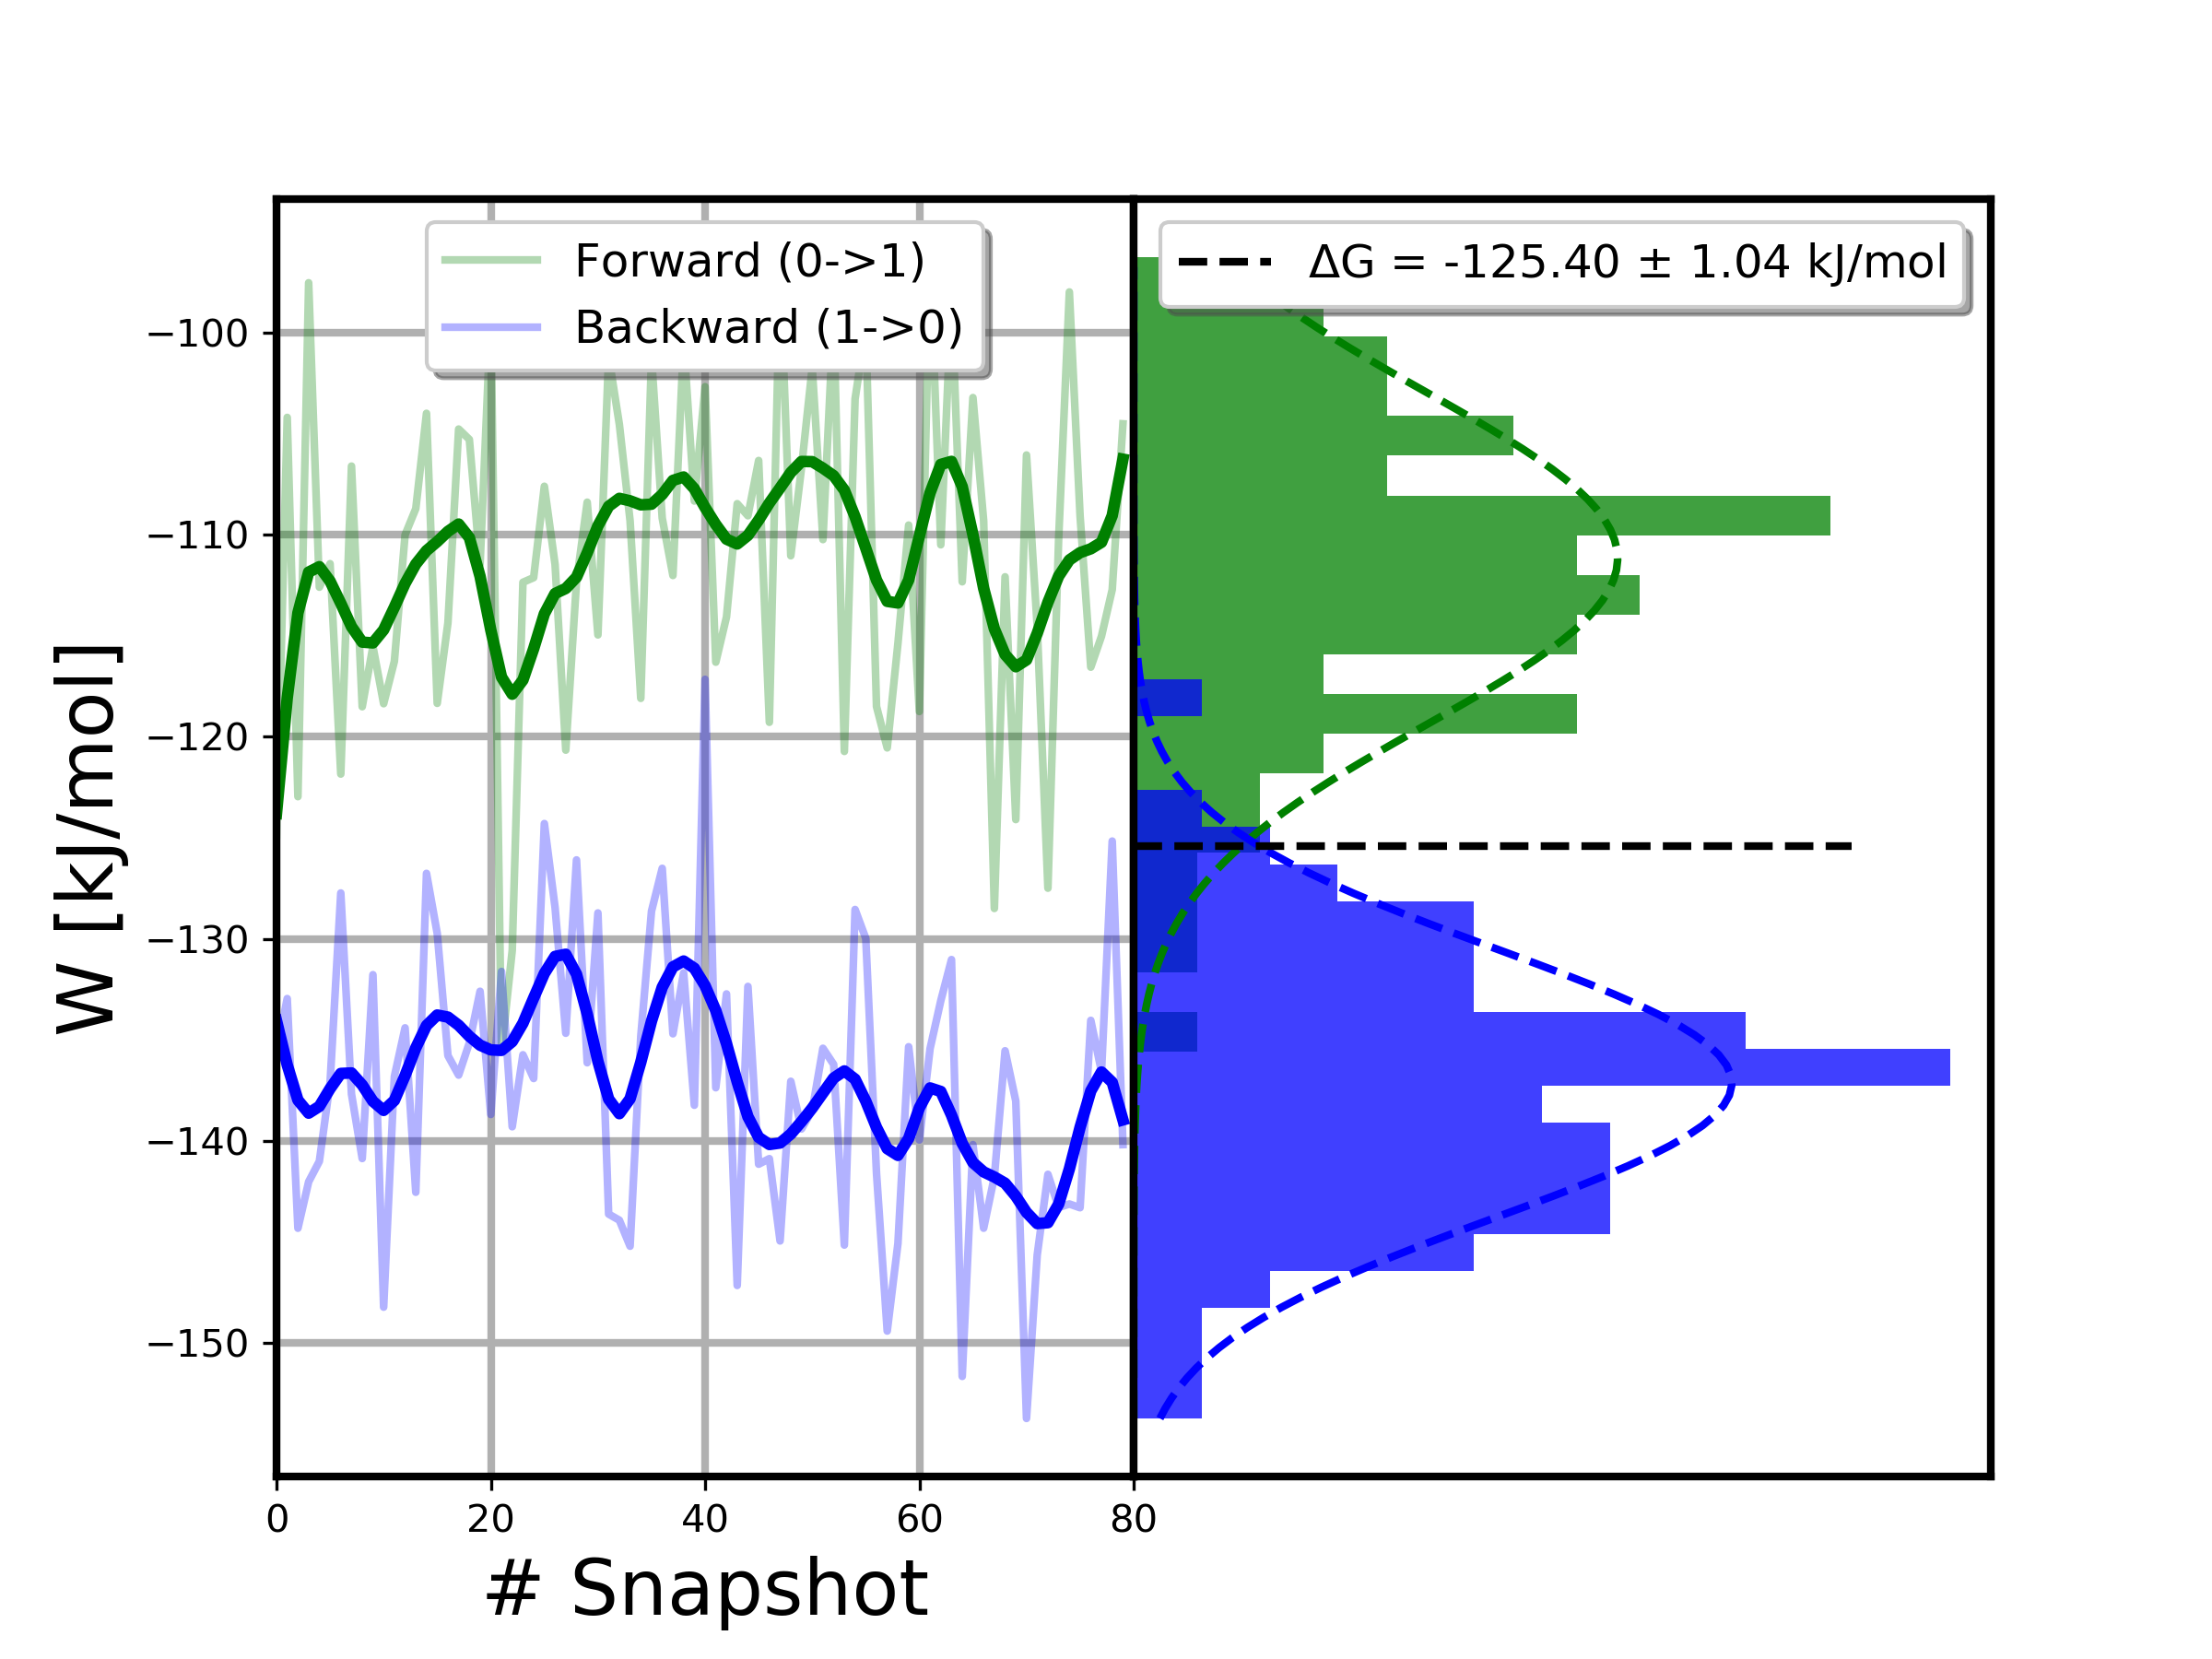 Forward (0->1)
Backward (1->0)
ΔG = -125.40 ± 1.04 kJ/mol
W [kJ/mol]
−100
−110
−120
−130
−140
−150
0 20 40 60 80
# Snapshot